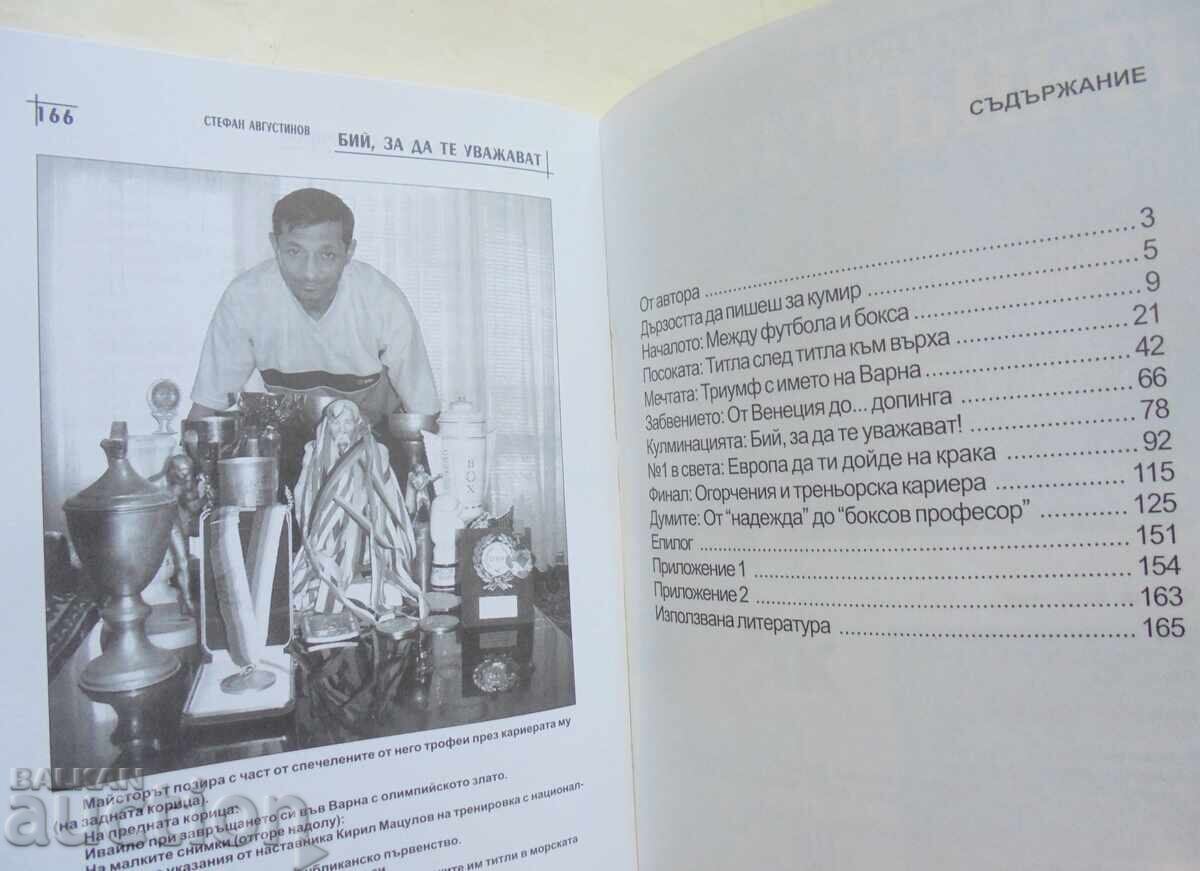 166
СТЕФАН АВГУСТИНОВ
БИЙ, ЗА ДА ТЕ УВАЖАВАТ
Майсторът позира с част от спечелените от него трофеи през кариерата му
(на задната корица).
На предната корица:
Ивайло при завръщането си във Варна с олимпийското злато.
На малките снимки (отгоре надолу):
указания от наставника Кирил Мацулов на тренировка с национал-
публиканско първенство.
ките им титли в морската
BALKAN
auction
СЪДЪРЖАНИЕ
От автора 3
Дързостта да пишеш за кумир 5
Началото: Между футбола и бокса 9
Посоката: Титла след титла към върха 21
Мечтата: Триумф с името на Варна 42
Забвението: От Венеция до... допинга 66
Кулминацията: Бий, за да те уважават! 78
№1 в света: Европа да ти дойде на крака 92
Финал: Огорчения и треньорска кариера 115
Думите: От “надежда” до “боксов професор” 125
Епилог 151
Приложение 1 154
Приложение 2 163
Използвана литература 165